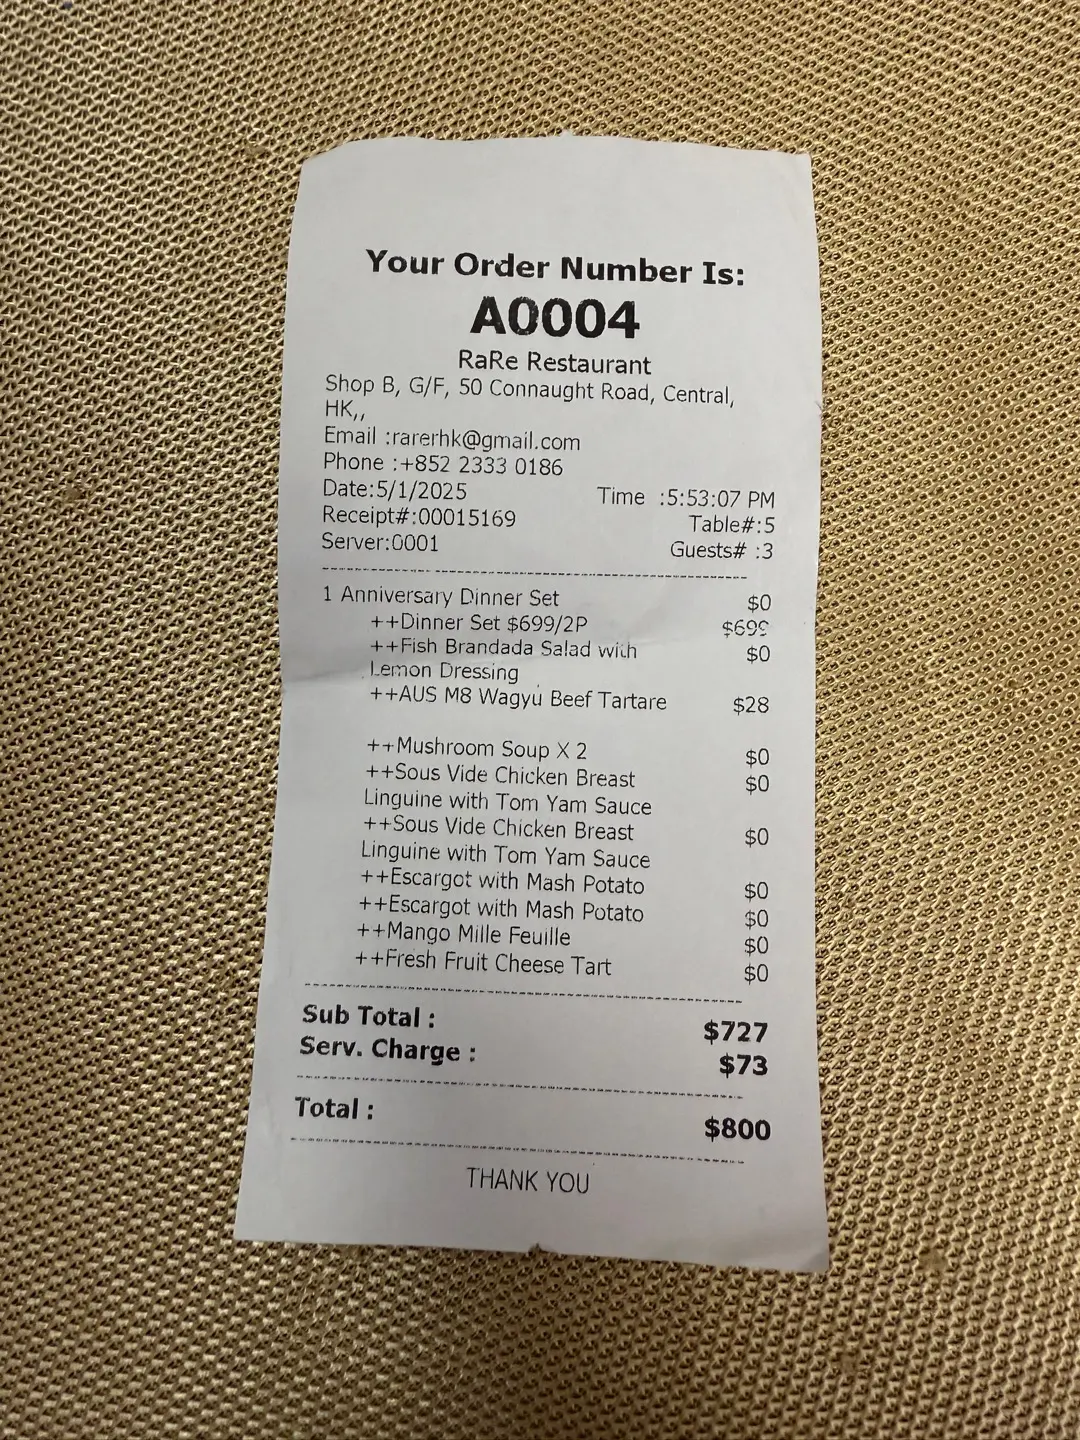 Your Order Number Is:
A0004
RaRe Restaurant
Shop B, G/F, 50 Connaught Road, Central,
HK,,
Email :rarerhk@gmail.com
Phone :+852 2333 0186
Date:5/1/2025 Time :5:53:07 PM
Receipt#:00015169 Table#:5
Server:0001 Guests# :3
1 Anniversary Dinner Set $0
++Dinner Set $699/2P $699
++Fish Brandada Salad with $0
Lemon Dressing
++AUS M8 Wagyu Beef Tartare $28
++Mushroom Soup X 2 $0
++Sous Vide Chicken Breast $0
Linguine with Tom Yam Sauce
++Sous Vide Chicken Breast $0
Linguine with Tom Yam Sauce
++Escargot with Mash Potato $0
++Escargot with Mash Potato $0
++Mango Mille Feuille $0
++Fresh Fruit Cheese Tart $0
Sub Total : $727
Serv. Charge : $73
Total : $800
THANK YOU